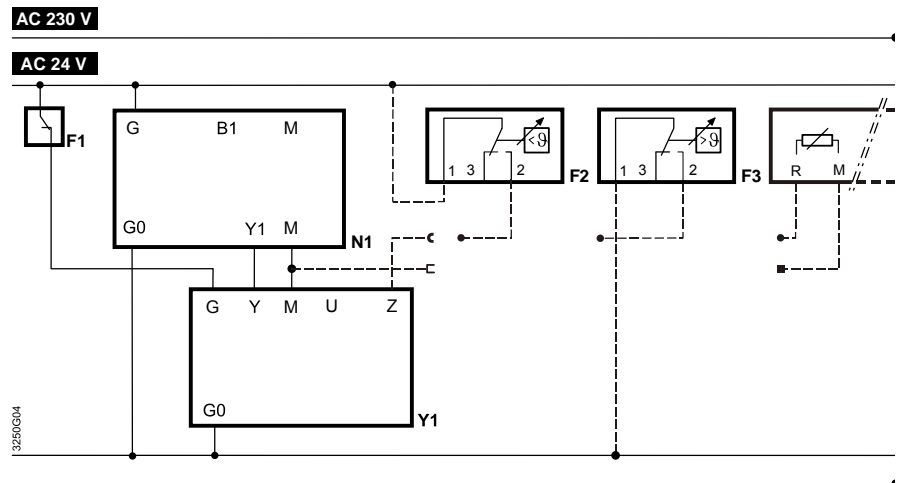 AC 230 V
AC 24 V
F1
G B1 M
G0 Y1 M
N1
1 3 2
<ϑ
F2
1 3 2
>ϑ
F3
R M
G Y M U Z
G0
Y1
3250G04